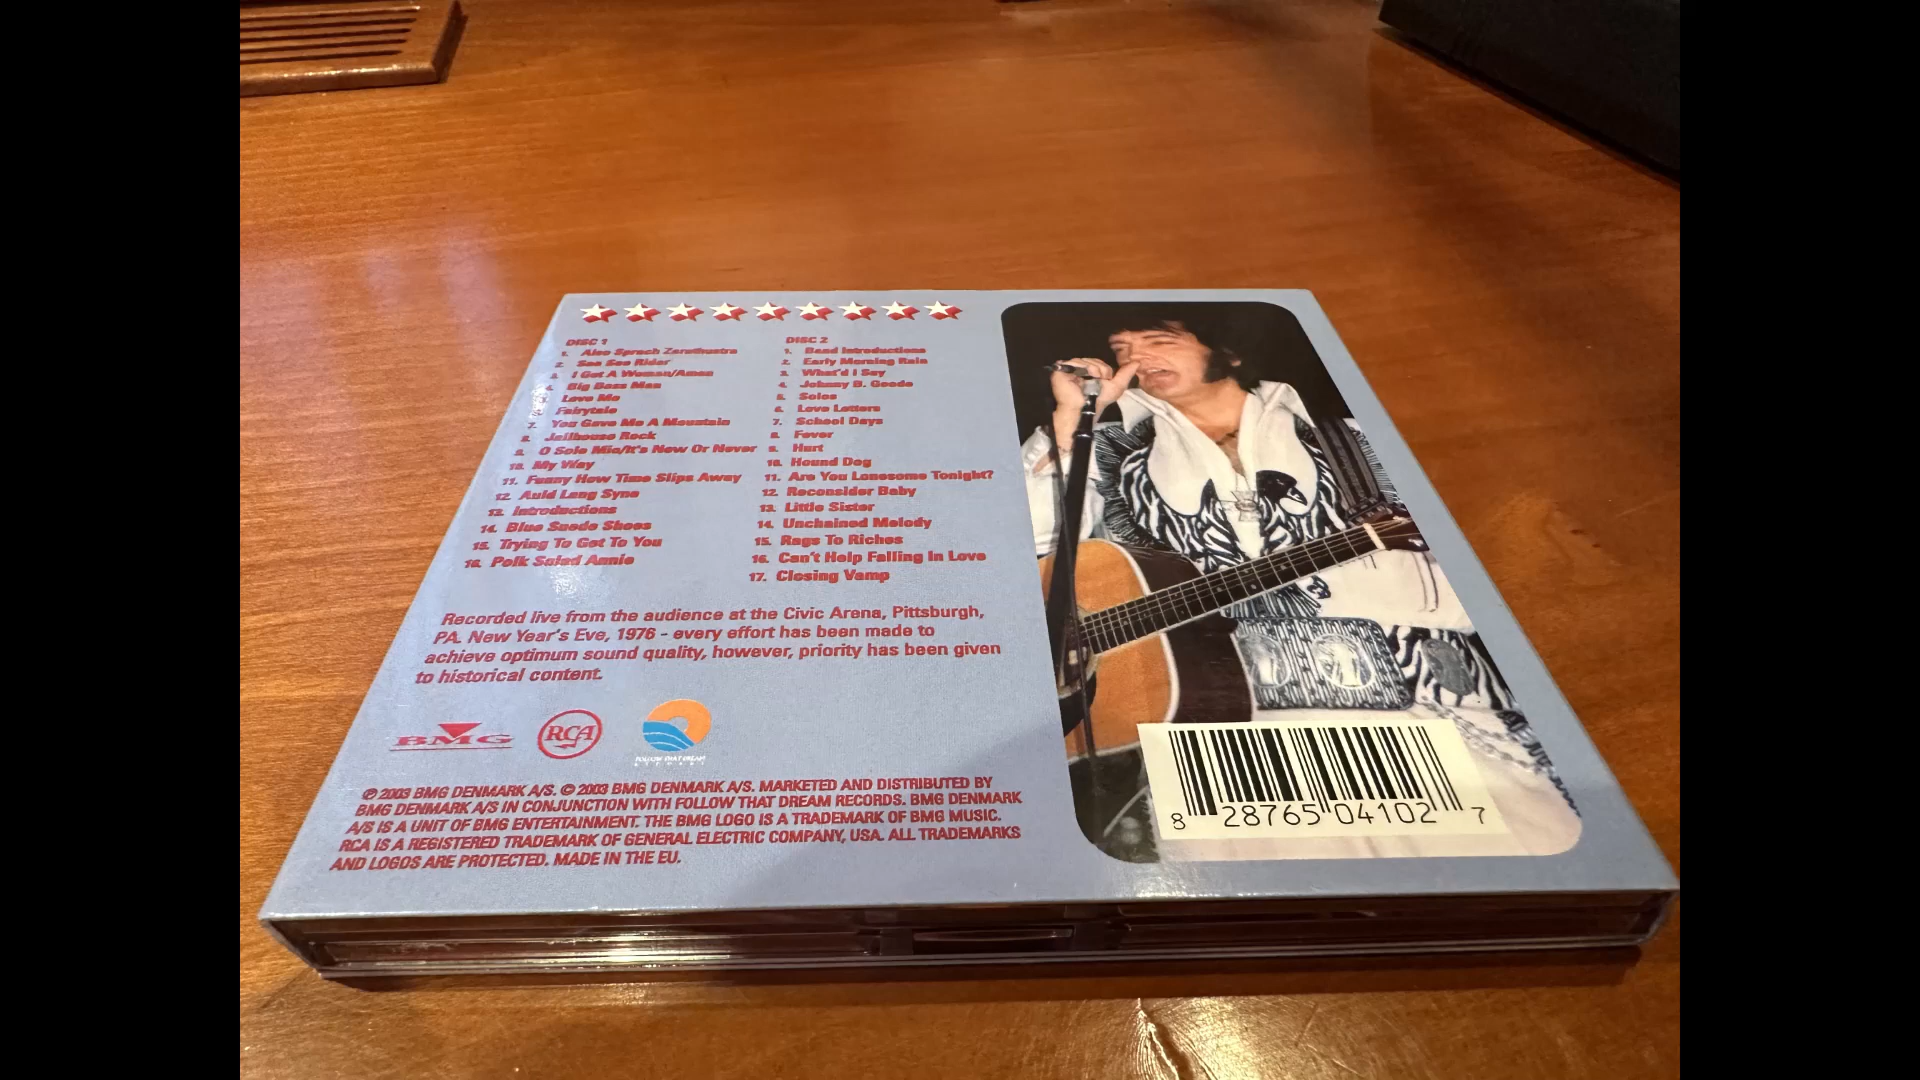 DISC 1
1. Also Sprach Zarathustra
2. See See Rider
3. I Got A Woman/Amen
4. Big Boss Man
Love Me
6. Fairytale
7. You Gave Me A Mountain
8. Jailhouse Rock
9. O Sole Mio/It's Now Or Never
10. My Way
11. Funny How Time Slips Away
12. Auld Lang Syne
13. Introductions
14. Blue Suede Shoes
15. Trying To Get To You
16. Polk Salad Annie
DISC 2
1. Band Introductions
2. Early Morning Rain
3. What'd I Say
4. Johnny B. Goode
5. Solos
6. Love Letters
7. School Days
8. Fever
9. Hurt
10. Hound Dog
11. Are You Lonesome Tonight?
12. Reconsider Baby
13. Little Sister
14. Unchained Melody
15. Rags To Riches
16. Can't Help Falling In Love
17. Closing Vamp
Recorded live from the audience at the Civic Arena, Pittsburgh,
PA. New Year's Eve, 1976 - every effort has been made to
achieve optimum sound quality, however, priority has been given
to historical content.
BMG
RCA
FOLLOW THAT DREAM
RECORDS
℗ 2003 BMG DENMARK A/S. © 2003 BMG DENMARK A/S. MARKETED AND DISTRIBUTED BY
BMG DENMARK A/S IN CONJUNCTION WITH FOLLOW THAT DREAM RECORDS. BMG DENMARK
A/S IS A UNIT OF BMG ENTERTAINMENT. THE BMG LOGO IS A TRADEMARK OF BMG MUSIC.
RCA IS A REGISTERED TRADEMARK OF GENERAL ELECTRIC COMPANY, USA. ALL TRADEMARKS
AND LOGOS ARE PROTECTED. MADE IN THE EU.
8 28765 04102 7